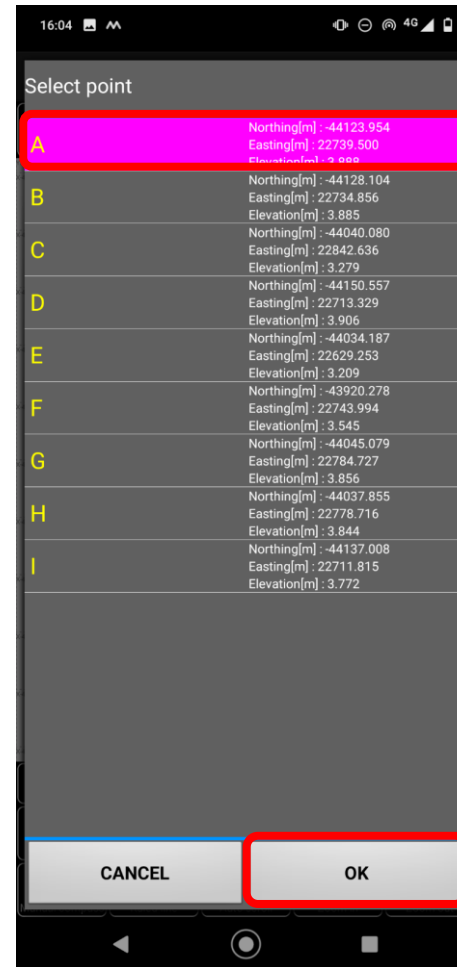 16:04
4G
Select point
A
Northing[m] : -44123.954
Easting[m] : 22739.500
Elevation[m] : 3.888
B
Northing[m] : -44128.104
Easting[m] : 22734.856
Elevation[m] : 3.885
C
Northing[m] : -44040.080
Easting[m] : 22842.636
Elevation[m] : 3.279
D
Northing[m] : -44150.557
Easting[m] : 22713.329
Elevation[m] : 3.906
E
Northing[m] : -44034.187
Easting[m] : 22629.253
Elevation[m] : 3.209
F
Northing[m] : -43920.278
Easting[m] : 22743.994
Elevation[m] : 3.545
G
Northing[m] : -44045.079
Easting[m] : 22784.727
Elevation[m] : 3.856
H
Northing[m] : -44037.855
Easting[m] : 22778.716
Elevation[m] : 3.844
I
Northing[m] : -44137.008
Easting[m] : 22711.815
Elevation[m] : 3.772
CANCEL
OK